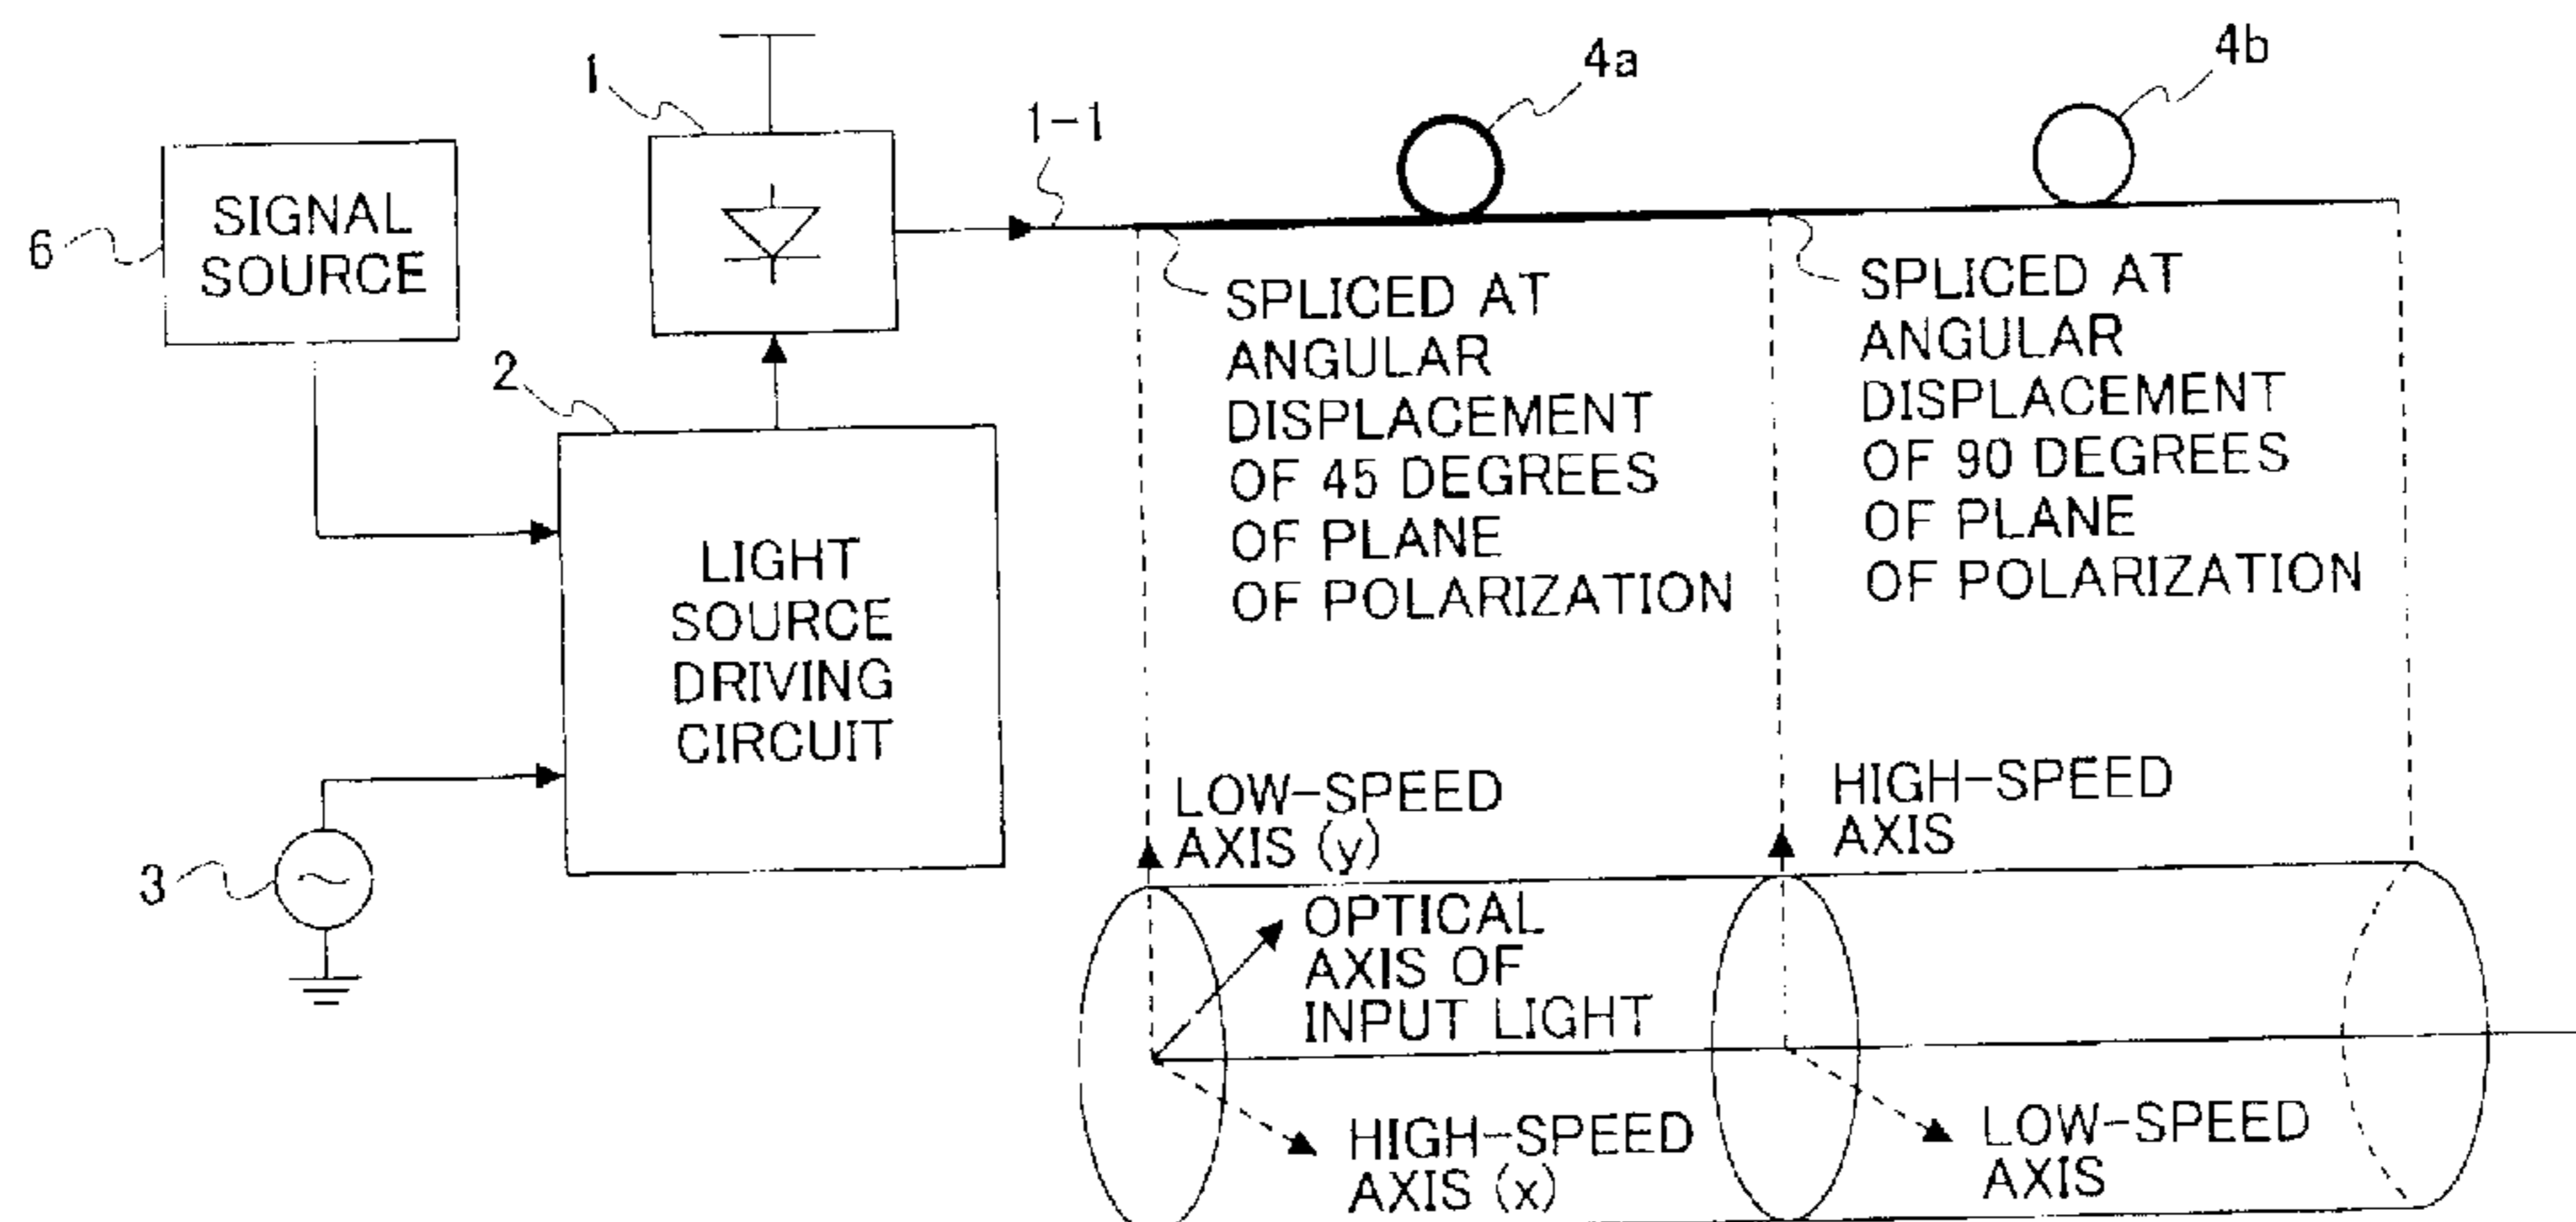 1
4a
4b
1-1
SIGNAL
SOURCE
6
SPLICED AT
ANGULAR
DISPLACEMENT
OF 45 DEGREES
OF PLANE
OF POLARIZATION
SPLICED AT
ANGULAR
DISPLACEMENT
OF 90 DEGREES
OF PLANE
OF POLARIZATION
2
LIGHT
SOURCE
DRIVING
CIRCUIT
3
LOW-SPEED
AXIS (y)
HIGH-SPEED
AXIS
OPTICAL
AXIS OF
INPUT LIGHT
HIGH-SPEED
AXIS (x)
LOW-SPEED
AXIS